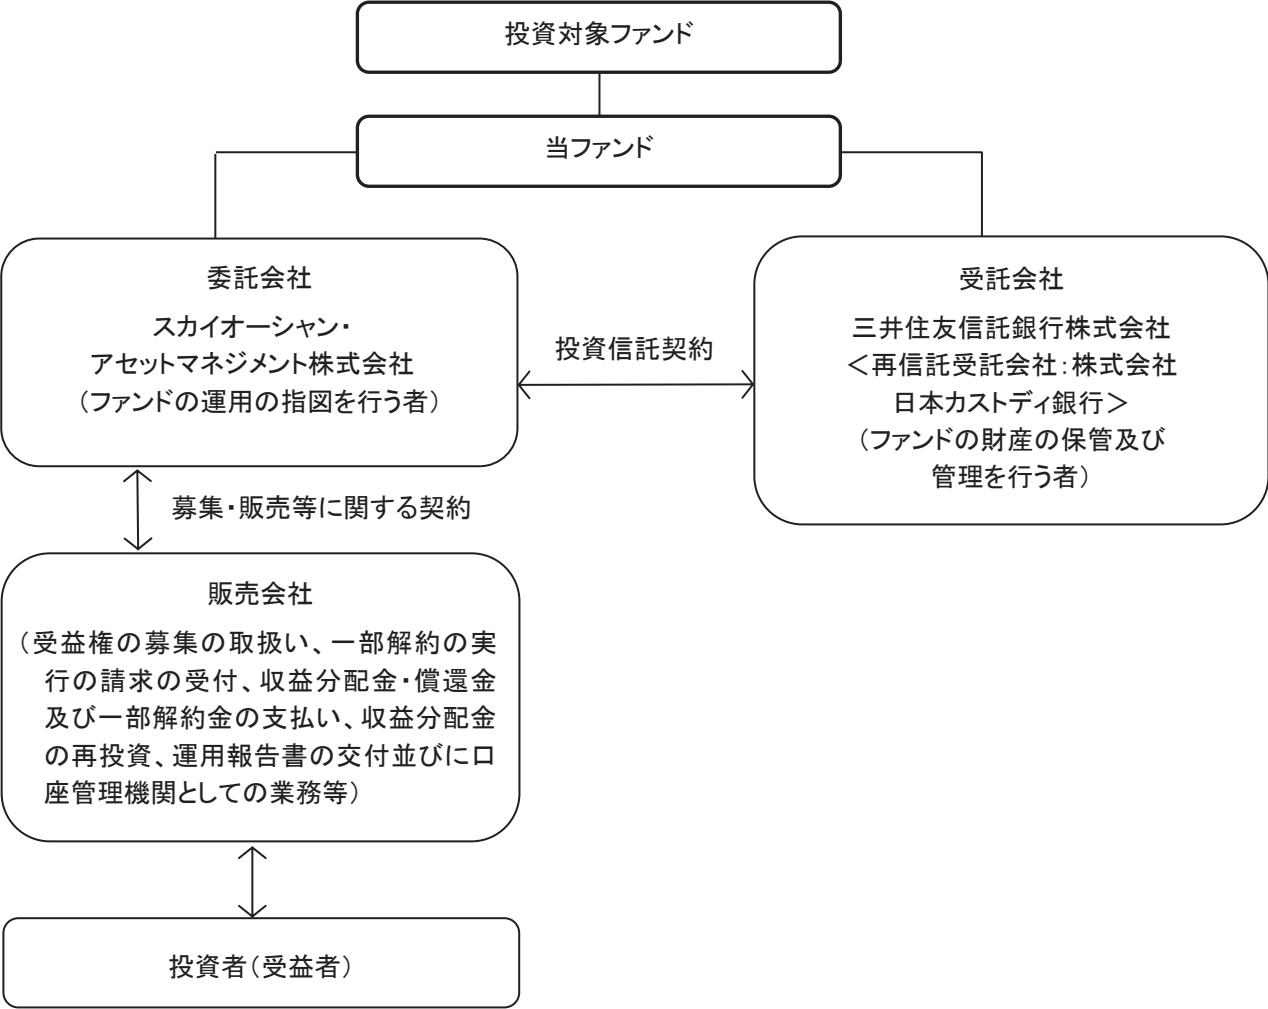 投資対象ファンド
当ファンド
委託会社
スカイオーシャン・
アセットマネジメント株式会社
（ファンドの運用の指図を行う者）
投資信託契約
受託会社
三井住友信託銀行株式会社
＜再信託受託会社：株式会社
日本カストディ銀行＞
（ファンドの財産の保管及び
管理を行う者）
募集・販売等に関する契約
販売会社
（受益権の募集の取扱い、一部解約の実
行の請求の受付、収益分配金・償還金
及び一部解約金の支払い、収益分配金
の再投資、運用報告書の交付並びに口
座管理機関としての業務等）
投資者（受益者）